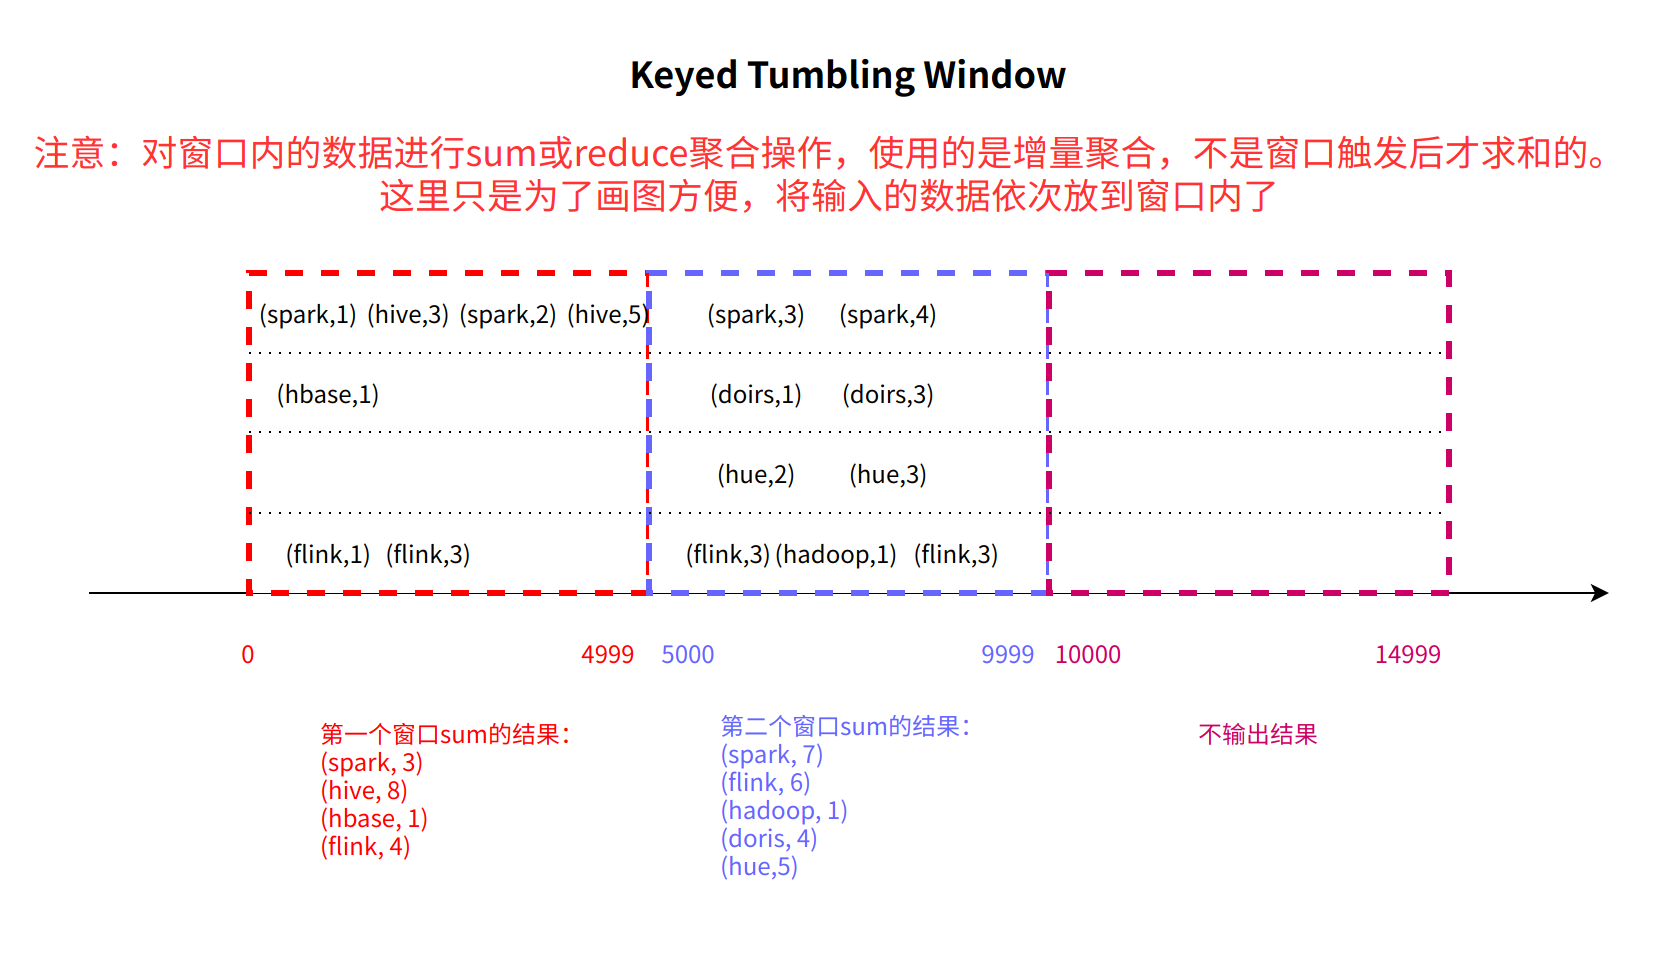 Keyed Tumbling Window
注意：对窗口内的数据进行sum或reduce聚合操作，使用的是增量聚合，不是窗口触发后才求和的。
这里只是为了画图方便，将输入的数据依次放到窗口内了
(spark,1) (hive,3) (spark,2) (hive,5) (spark,3) (spark,4)
(hbase,1) (doirs,1) (doirs,3)
(hue,2) (hue,3)
(flink,1) (flink,3) (flink,3) (hadoop,1) (flink,3)
0 4999 5000 9999 10000 14999
第一个窗口sum的结果：
(spark, 3)
(hive, 8)
(hbase, 1)
(flink, 4)
第二个窗口sum的结果：
(spark, 7)
(flink, 6)
(hadoop, 1)
(doris, 4)
(hue,5)
不输出结果